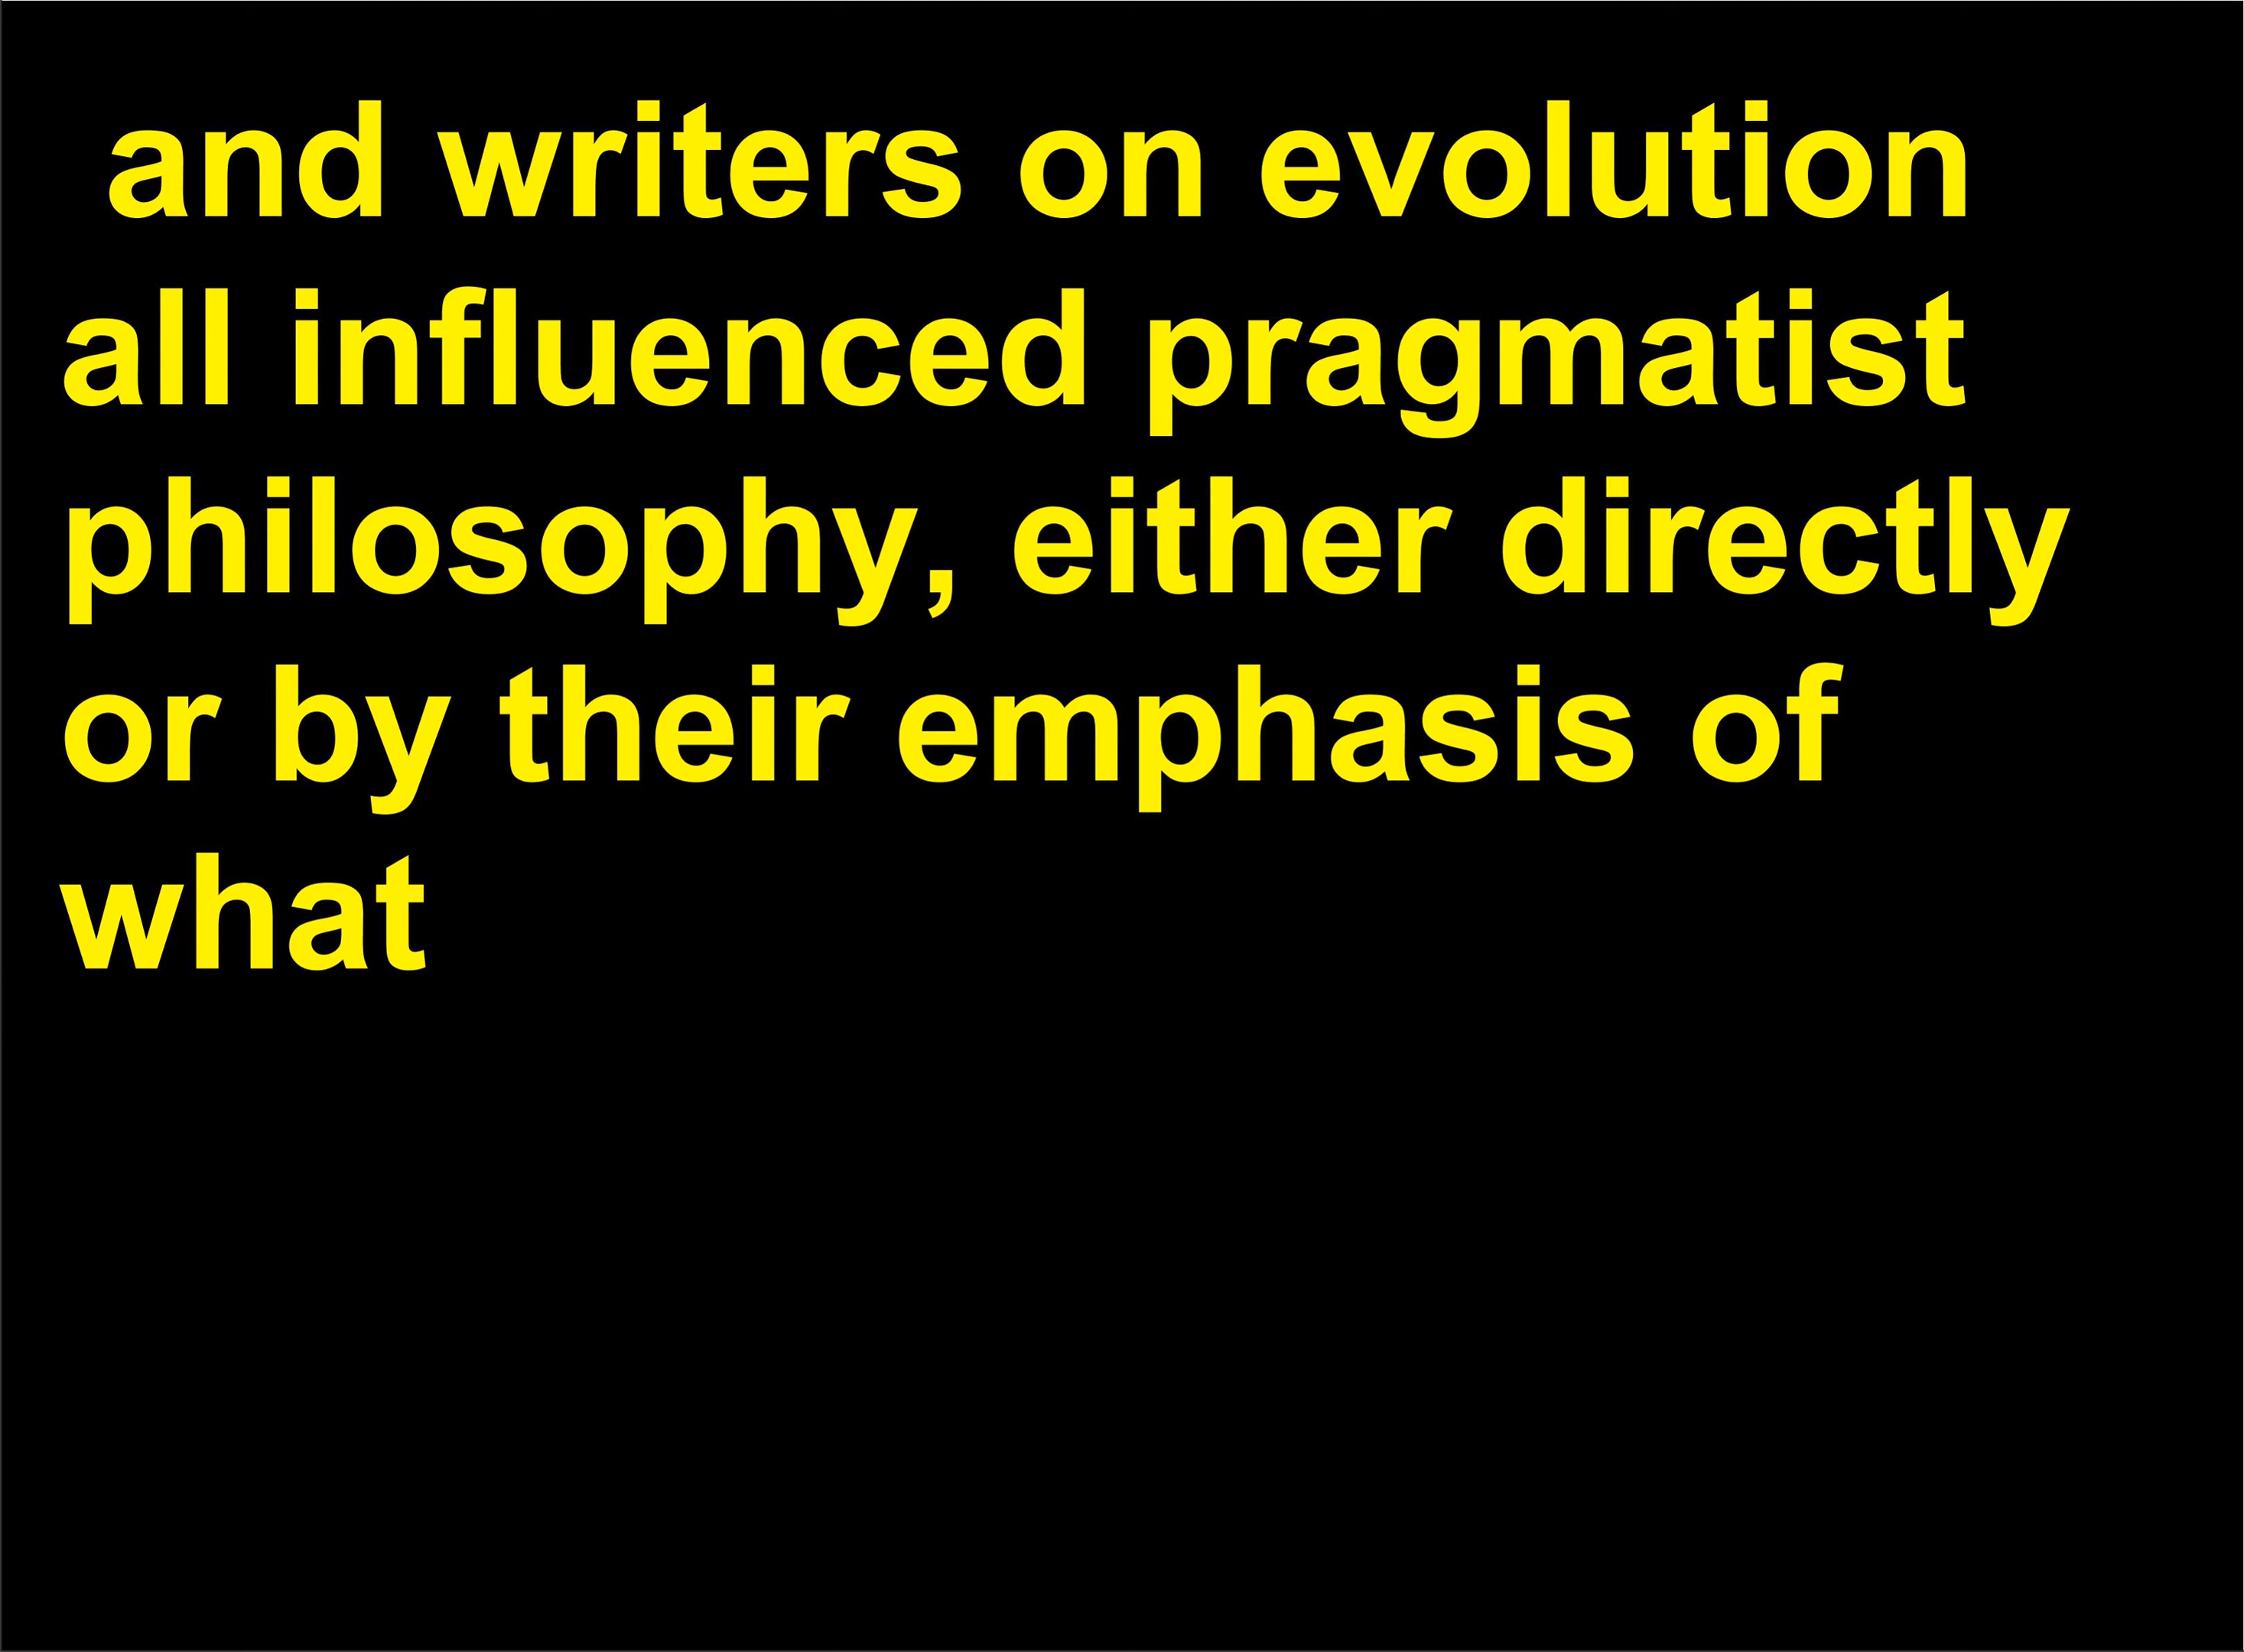 and writers on evolution
all influenced pragmatist
philosophy, either directly
or by their emphasis of
what